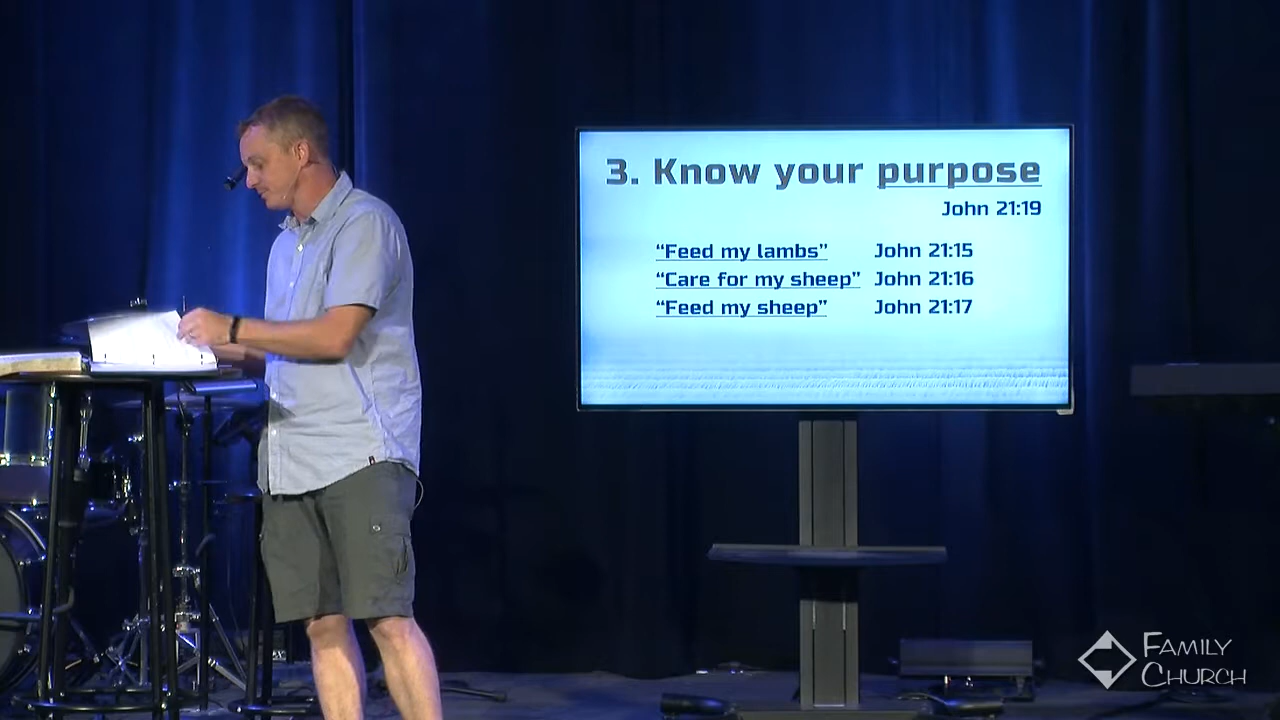 3. Know your purpose
John 21:19
“Feed my lambs” John 21:15
“Care for my sheep” John 21:16
“Feed my sheep” John 21:17
Family
Church